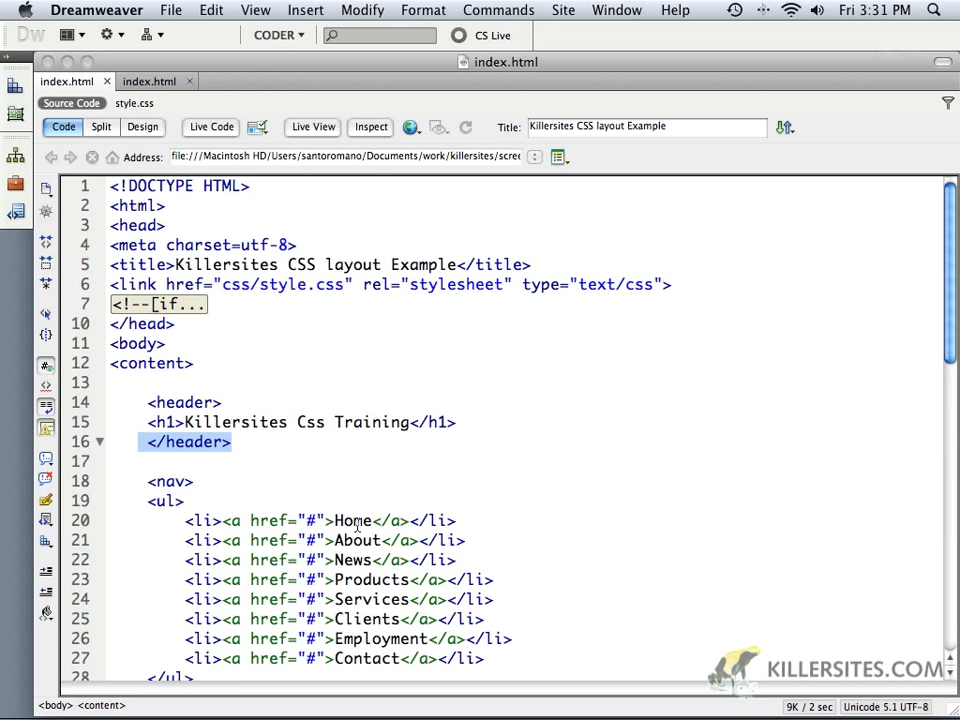 Dreamweaver File Edit View Insert Modify Format Commands Site Window Help Fri 3:31 PM
Dw CODER CS Live
index.html
index.html index.html
Source Code style.css
Code Split Design Live Code Live View Inspect Title: Killersites CSS layout Example
Address: file:///Macintosh HD/Users/santoromano/Documents/work/killersites/scree
1 <!DOCTYPE HTML>
2 <html>
3 <head>
4 <meta charset=utf-8>
5 <title>Killersites CSS layout Example</title>
6 <link href="css/style.css" rel="stylesheet" type="text/css">
7 <!--[if...
10 </head>
11 <body>
12 <content>
13
14 <header>
15 <h1>Killersites Css Training</h1>
16 </header>
17
18 <nav>
19 <ul>
20 <li><a href="#">Home</a></li>
21 <li><a href="#">About</a></li>
22 <li><a href="#">News</a></li>
23 <li><a href="#">Products</a></li>
24 <li><a href="#">Services</a></li>
25 <li><a href="#">Clients</a></li>
26 <li><a href="#">Employment</a></li>
27 <li><a href="#">Contact</a></li>
28 </ul>
KILLERSITES.COM
<body> <content> 9K / 2 sec Unicode 5.1 UTF-8